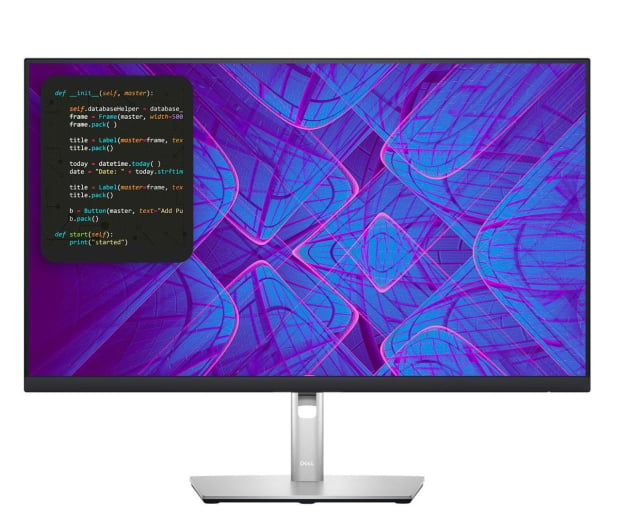 def __init__(self, master):
self.databaseHelper = database_
frame = Frame(master, width=500
frame.pack( )
title = Label(master=frame, tex
title.pack()
today = datetime.today( )
date = "Date: " + today.strftim
title = Label(master=frame, tex
title.pack()
b = Button(master, text="Add Pu
b.pack()
def start(self):
print("started")
DELL